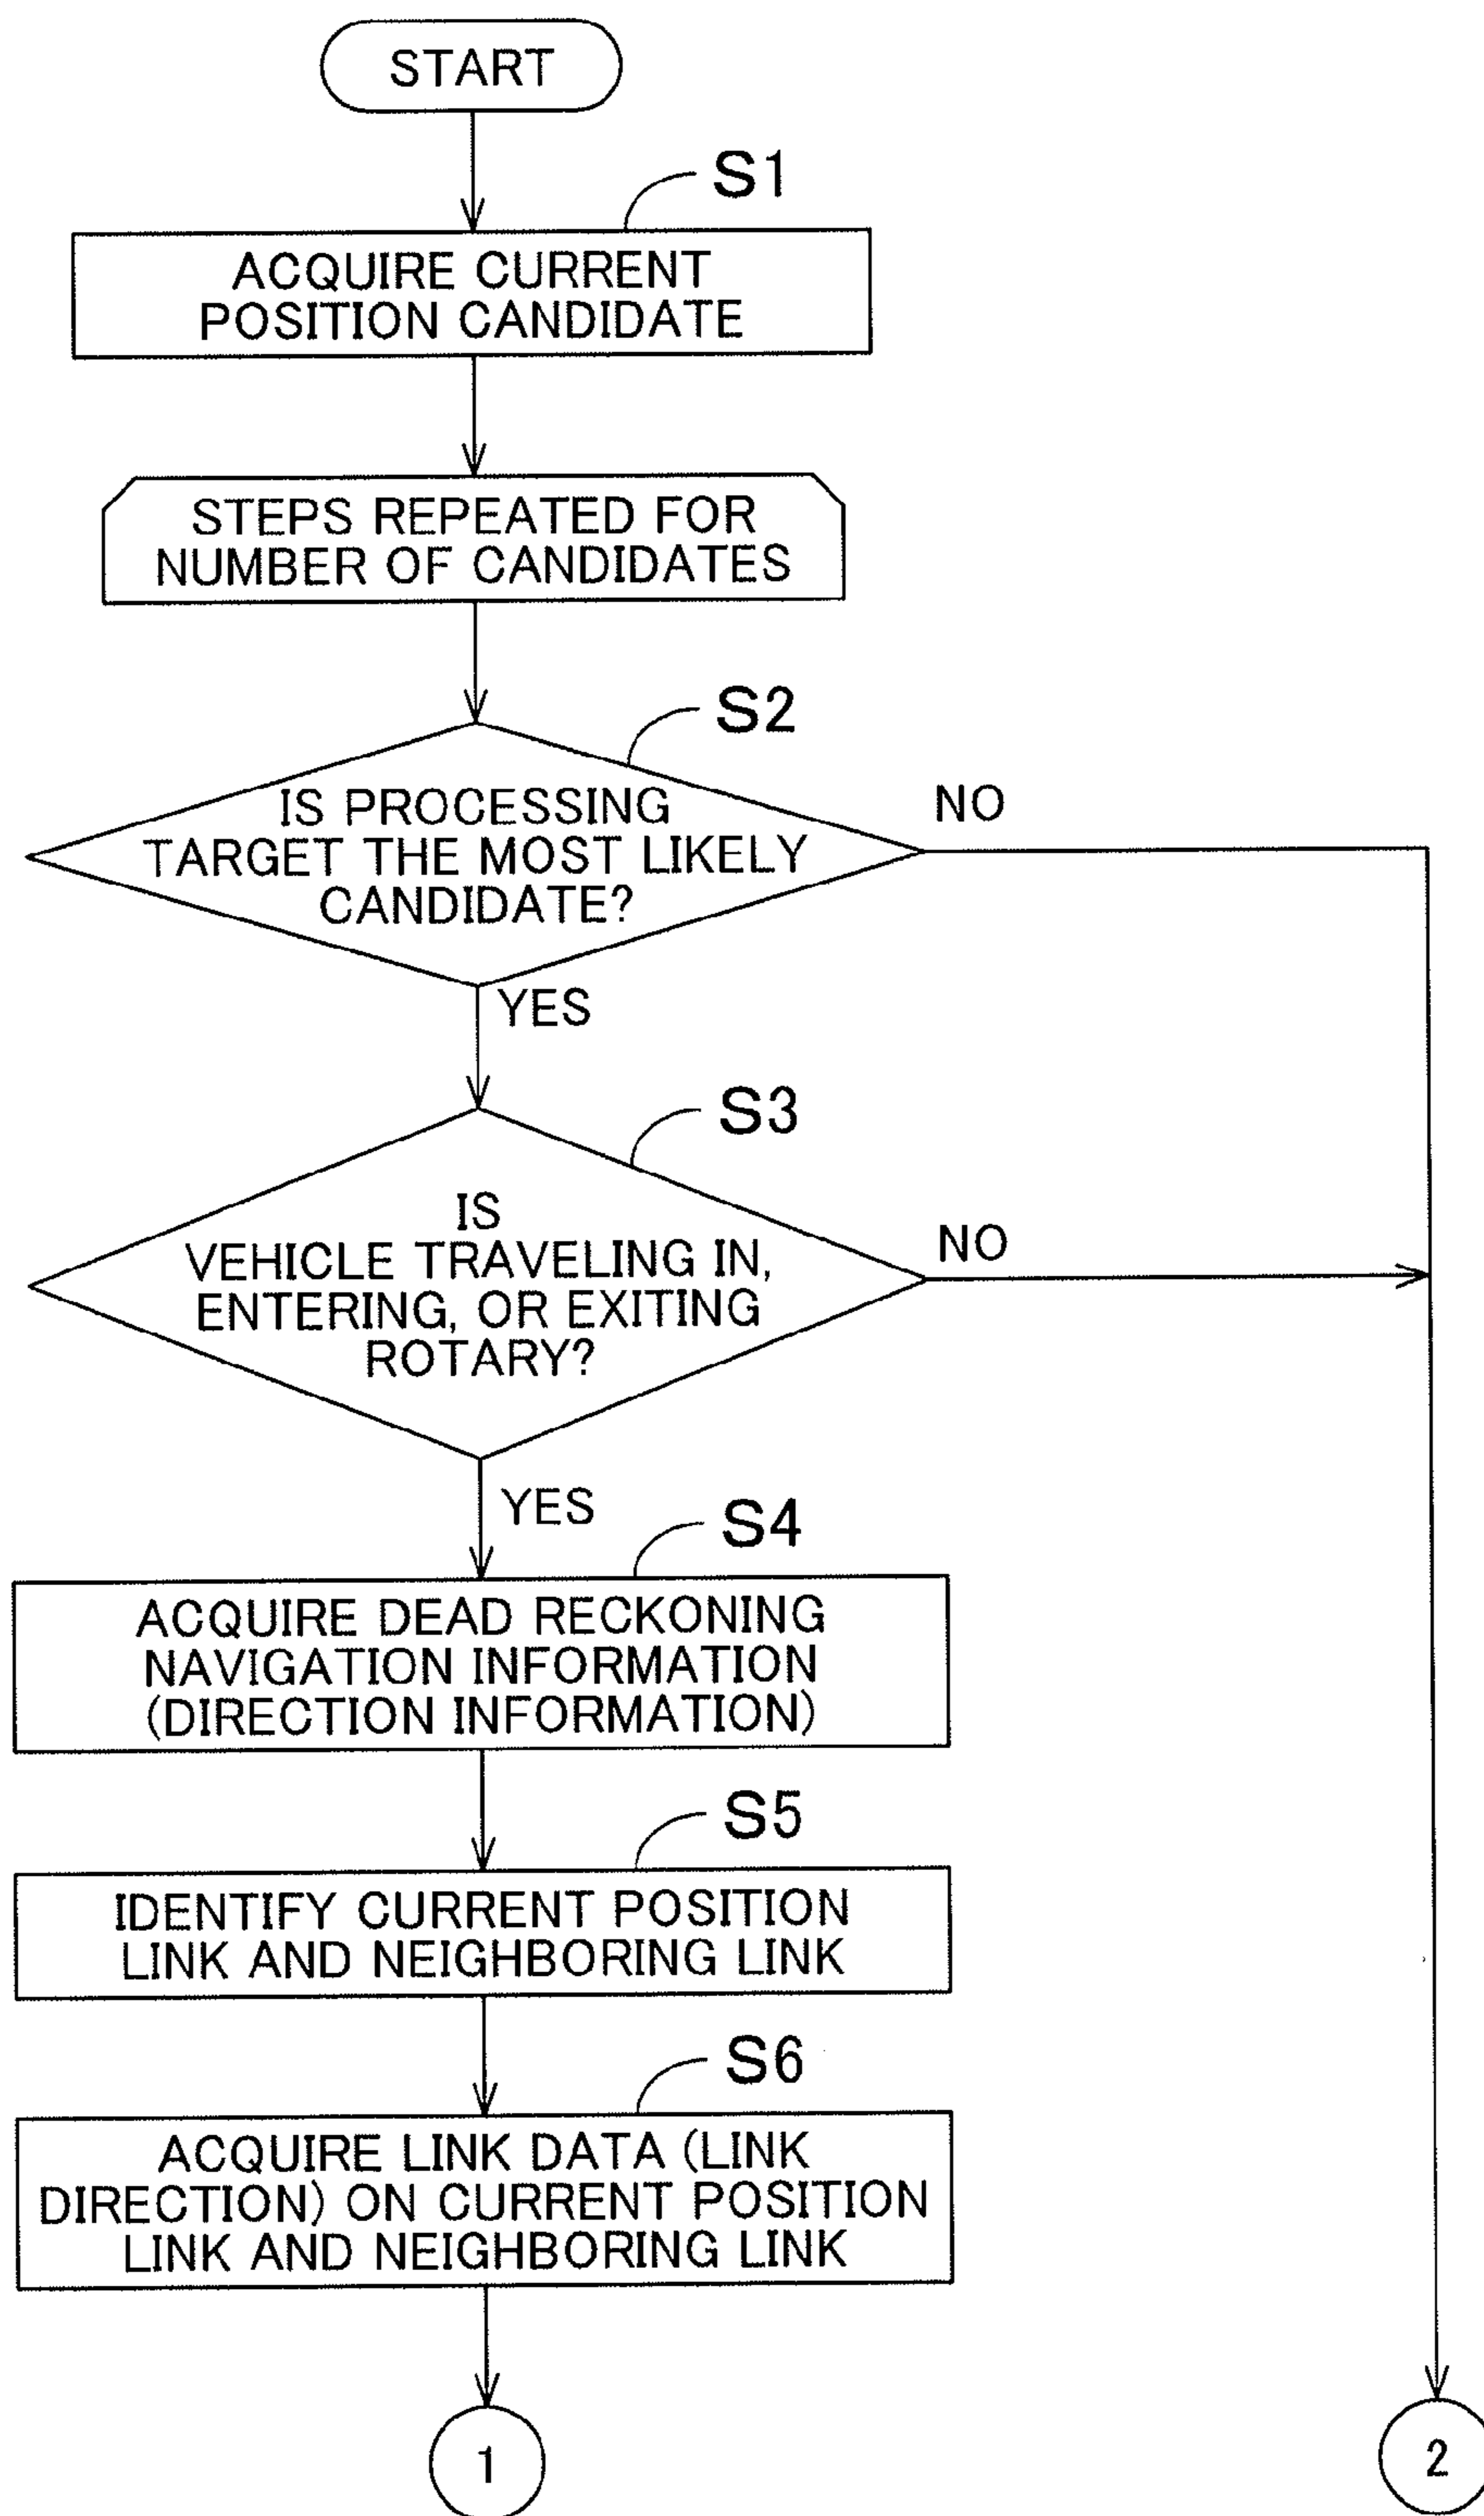 START
S1
ACQUIRE CURRENT
POSITION CANDIDATE
STEPS REPEATED FOR
NUMBER OF CANDIDATES
S2
IS PROCESSING
TARGET THE MOST LIKELY
CANDIDATE?
NO
YES
S3
IS
VEHICLE TRAVELING IN,
ENTERING, OR EXITING
ROTARY?
NO
YES
S4
ACQUIRE DEAD RECKONING
NAVIGATION INFORMATION
(DIRECTION INFORMATION)
S5
IDENTIFY CURRENT POSITION
LINK AND NEIGHBORING LINK
S6
ACQUIRE LINK DATA (LINK
DIRECTION) ON CURRENT POSITION
LINK AND NEIGHBORING LINK
1
2